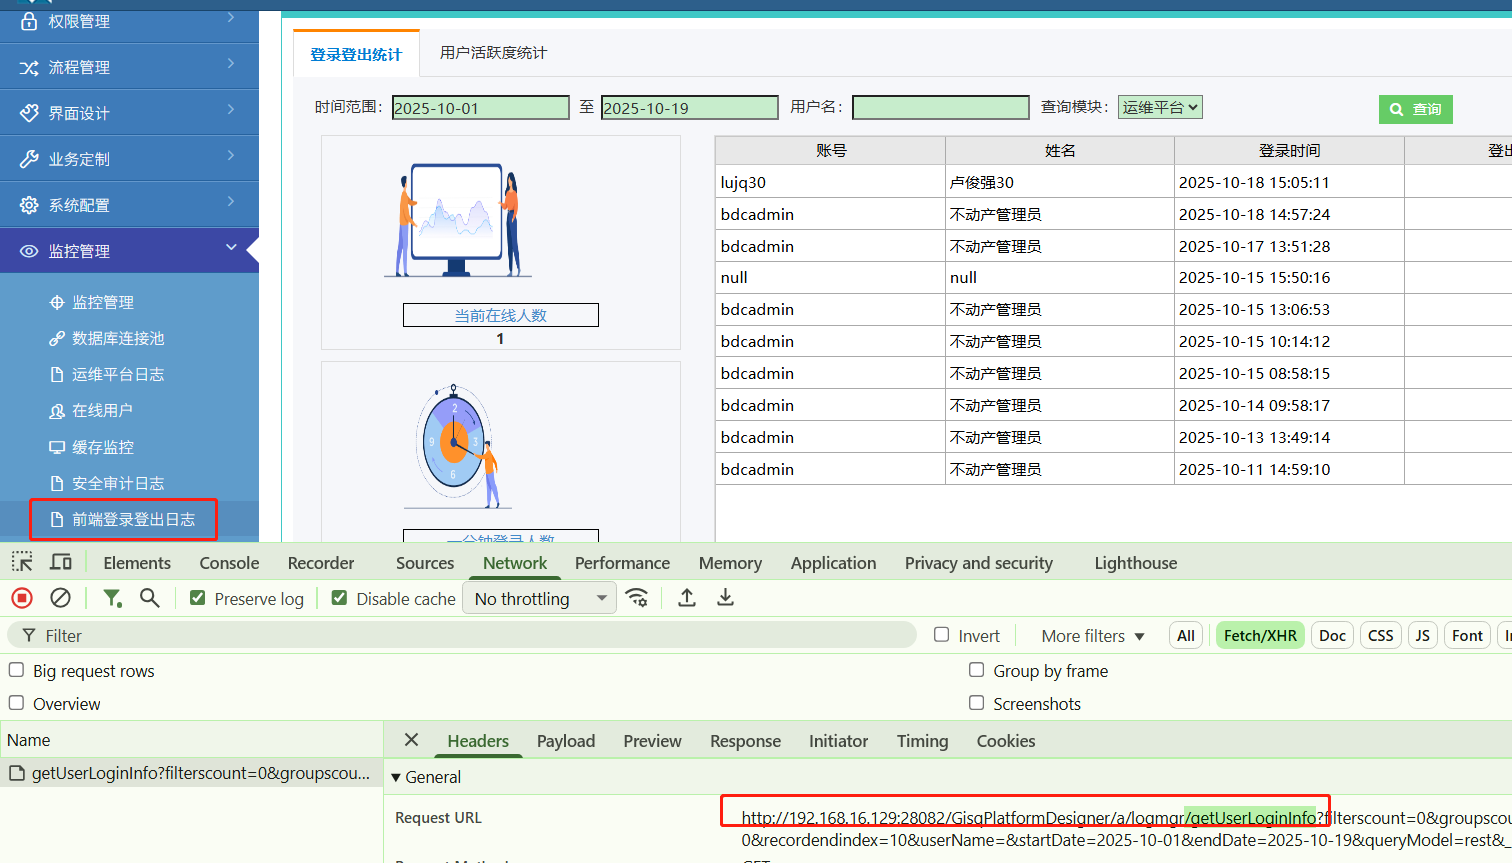 权限管理
流程管理
界面设计
业务定制
系统配置
监控管理
监控管理
数据库连接池
运维平台日志
在线用户
缓存监控
安全审计日志
前端登录登出日志
登录登出统计 用户活跃度统计
时间范围: 2025-10-01 至 2025-10-19 用户名: 查询模块: 运维平台 查询
当前在线人数
1
2
3
6
9
一分钟登录人数
账号 姓名 登录时间 登出
lujq30 卢俊强30 2025-10-18 15:05:11
bdcadmin 不动产管理员 2025-10-18 14:57:24
bdcadmin 不动产管理员 2025-10-17 13:51:28
null null 2025-10-15 15:50:16
bdcadmin 不动产管理员 2025-10-15 13:06:53
bdcadmin 不动产管理员 2025-10-15 10:14:12
bdcadmin 不动产管理员 2025-10-15 08:58:15
bdcadmin 不动产管理员 2025-10-14 09:58:17
bdcadmin 不动产管理员 2025-10-13 13:49:14
bdcadmin 不动产管理员 2025-10-11 14:59:10
Elements Console Recorder Sources Network Performance Memory Application Privacy and security Lighthouse
Preserve log Disable cache No throttling
Filter Invert More filters All Fetch/XHR Doc CSS JS Font
Big request rows Group by frame
Overview Screenshots
Name Headers Payload Preview Response Initiator Timing Cookies
getUserLoginInfo?filterscount=0&groupscou...
General
Request URL http://192.168.16.129:28082/GisqPlatformDesigner/a/logmgr/getUserLoginInfo?filterscount=0&groupscou
0&recordendindex=10&userName=&startDate=2025-10-01&endDate=2025-10-19&queryModel=rest&_